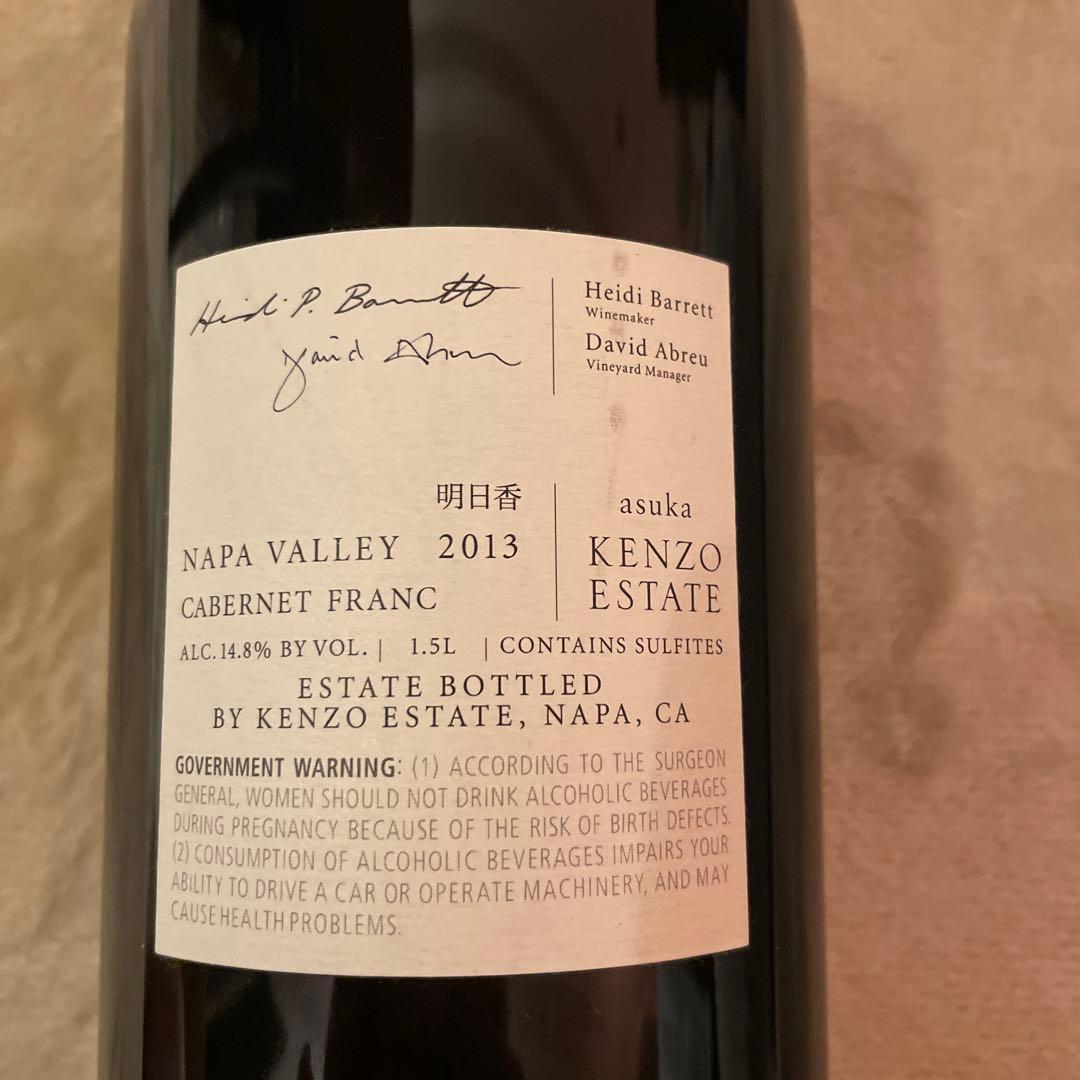 Heidi P. Barrett
David Abreu
Heidi Barrett
Winemaker
David Abreu
Vineyard Manager
明日香
NAPA VALLEY 2013
CABERNET FRANC
asuka
KENZO
ESTATE
ALC. 14.8% BY VOL. | 1.5L | CONTAINS SULFITES
ESTATE BOTTLED
BY KENZO ESTATE, NAPA, CA
GOVERNMENT WARNING: (1) ACCORDING TO THE SURGEON
GENERAL, WOMEN SHOULD NOT DRINK ALCOHOLIC BEVERAGES
DURING PREGNANCY BECAUSE OF THE RISK OF BIRTH DEFECTS.
(2) CONSUMPTION OF ALCOHOLIC BEVERAGES IMPAIRS YOUR
ABILITY TO DRIVE A CAR OR OPERATE MACHINERY, AND MAY
CAUSE HEALTH PROBLEMS.